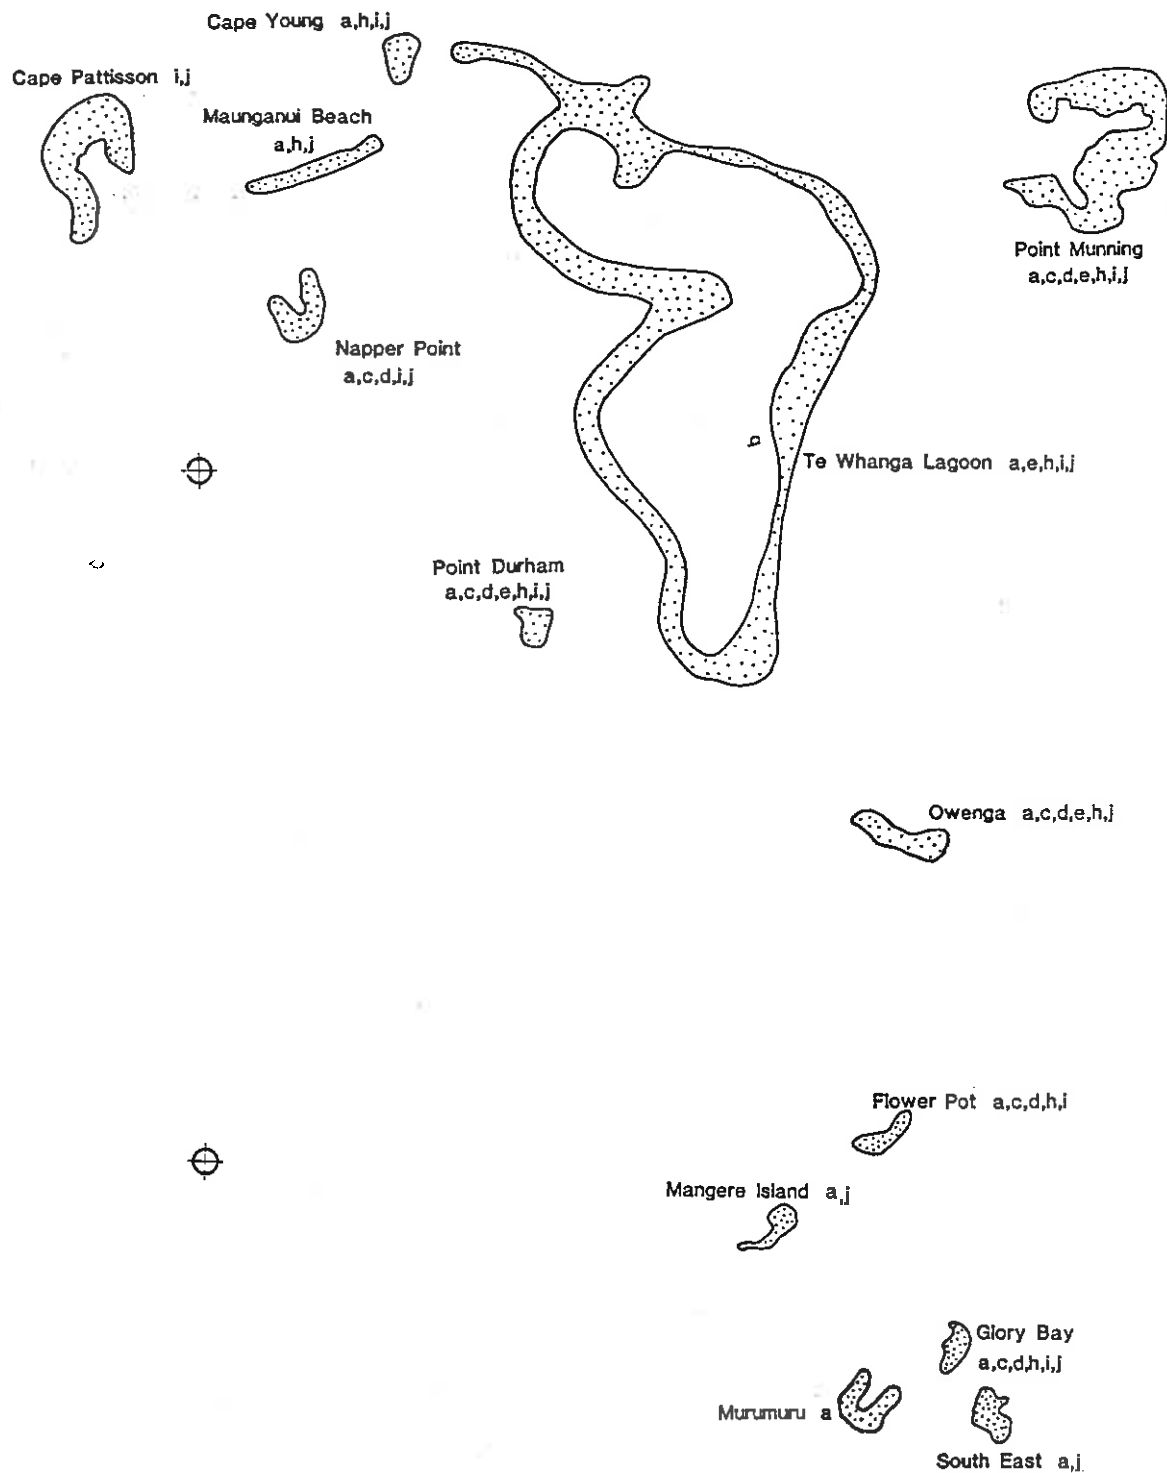 Cape Young a,h,i,j
Cape Pattisson i,j
Maunganui Beach
a,h,j
Point Munning
a,c,d,e,h,i,j
Napper Point
a,c,d,i,j
b
Te Whanga Lagoon a,e,h,i,j
Point Durham
a,c,d,e,h,i,j
Owenga a,c,d,e,h,j
Flower Pot a,c,d,h,i
Mangere Island a,j
Glory Bay
a,c,d,h,i,j
Murumuru a
South East a,j